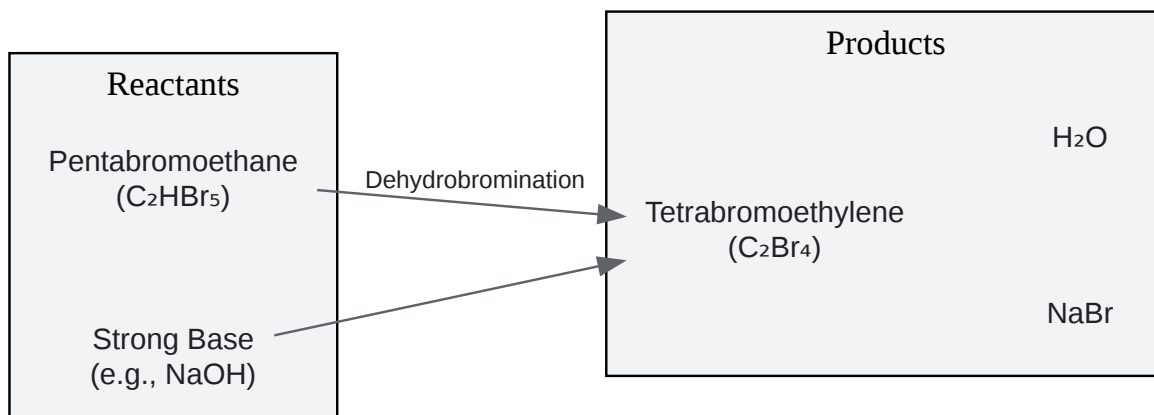 Reactants
Pentabromoethane
(C₂HBr₅)
Strong Base
(e.g., NaOH)
Dehydrobromination
Products
H₂O
Tetrabromoethylene
(C₂Br₄)
NaBr